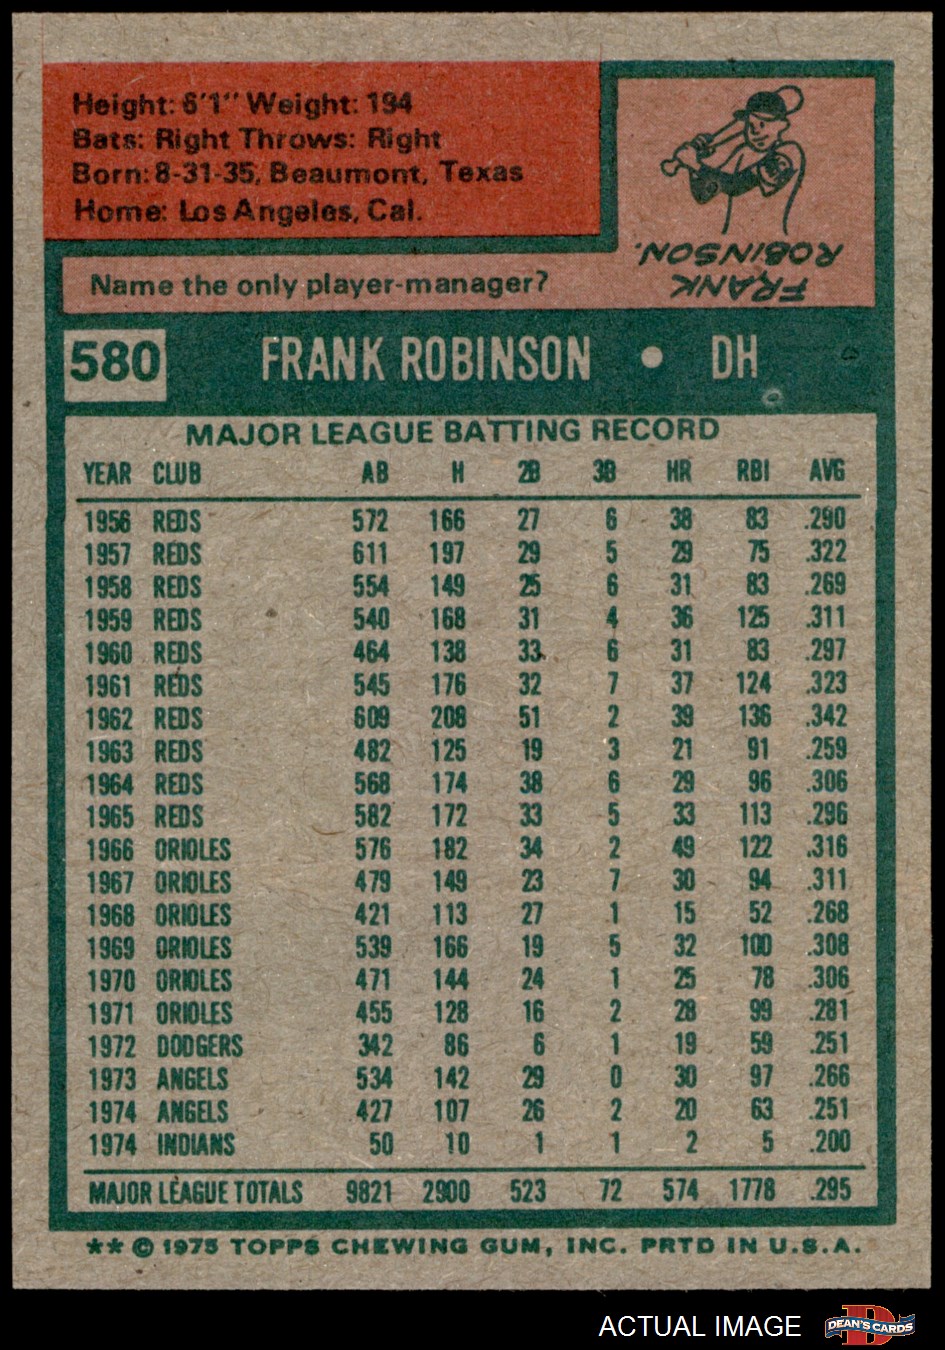 Height: 6'1" Weight: 194
Bats: Right Throws: Right
Born: 8-31-35, Beaumont, Texas
Home: Los Angeles, Cal.
Name the only player-manager?
FRANK
ROBINSON.
580 FRANK ROBINSON • DH
MAJOR LEAGUE BATTING RECORD
YEAR CLUB AB H 2B 3B HR RBI AVG
1956 REDS 572 166 27 6 38 83 .290
1957 REDS 611 197 29 5 29 75 .322
1958 REDS 554 149 25 6 31 83 .269
1959 REDS 540 168 31 4 36 125 .311
1960 REDS 464 138 33 6 31 83 .297
1961 REDS 545 176 32 7 37 124 .323
1962 REDS 609 208 51 2 39 136 .342
1963 REDS 482 125 19 3 21 91 .259
1964 REDS 568 174 38 6 29 96 .306
1965 REDS 582 172 33 5 33 113 .296
1966 ORIOLES 576 182 34 2 49 122 .316
1967 ORIOLES 479 149 23 7 30 94 .311
1968 ORIOLES 421 113 27 1 15 52 .268
1969 ORIOLES 539 166 19 5 32 100 .308
1970 ORIOLES 471 144 24 1 25 78 .306
1971 ORIOLES 455 128 16 2 28 99 .281
1972 DODGERS 342 86 6 1 19 59 .251
1973 ANGELS 534 142 29 0 30 97 .266
1974 ANGELS 427 107 26 2 20 63 .251
1974 INDIANS 50 10 1 1 2 5 .200
MAJOR LEAGUE TOTALS 9821 2900 523 72 574 1778 .295
** © 1975 TOPPS CHEWING GUM, INC. PRTD IN U.S.A.
ACTUAL IMAGE DEAN'S CARDS